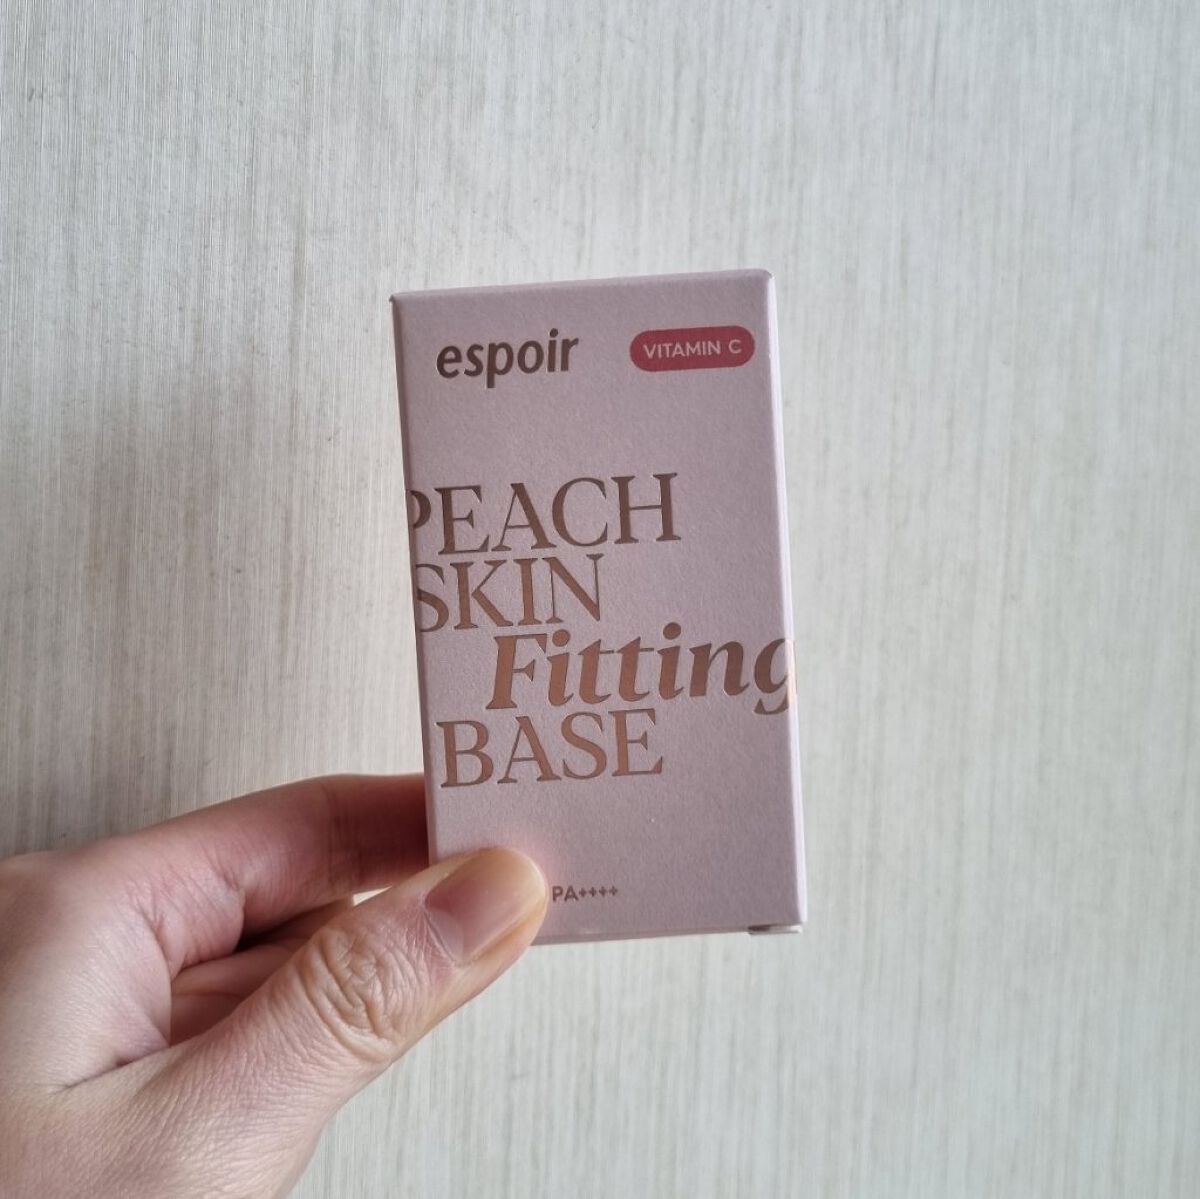 espoir
VITAMIN C
PEACH
SKIN
Fitting
BASE
PA++++